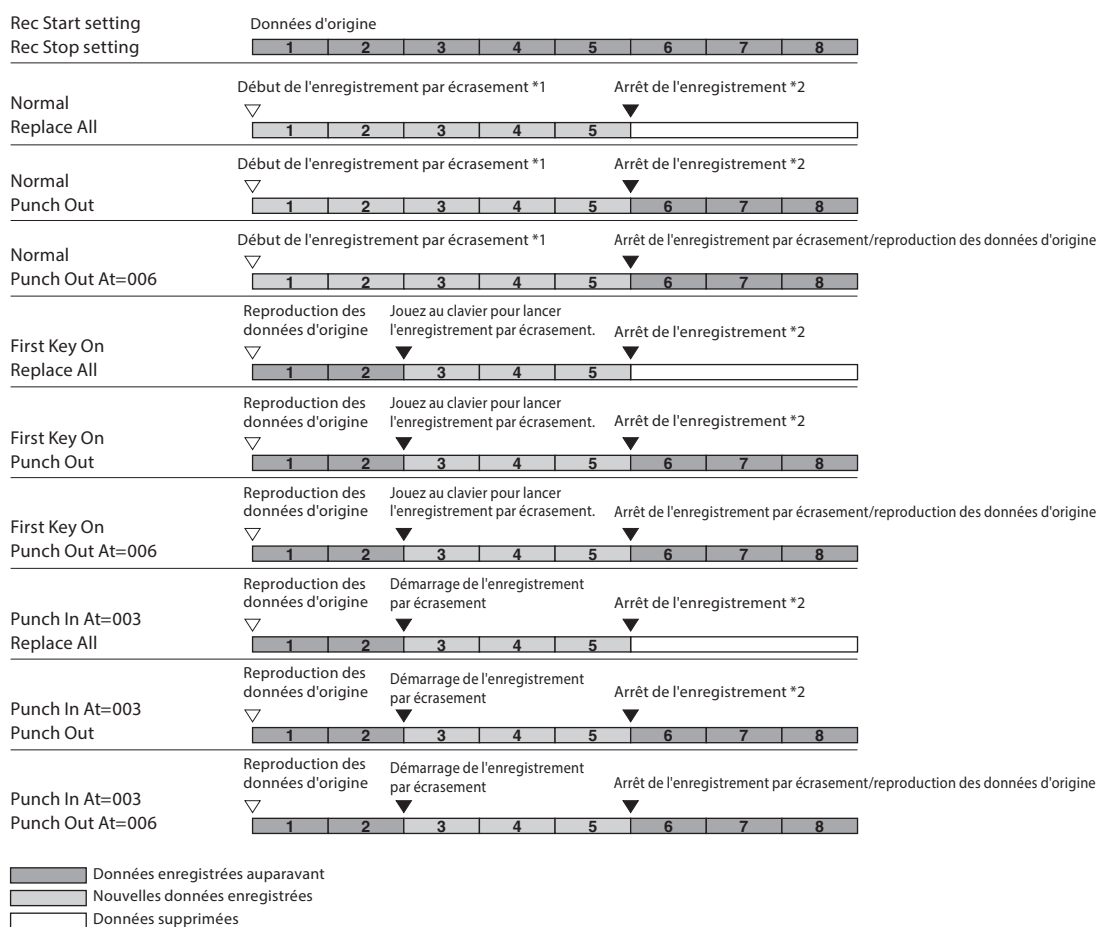 Rec Start setting
Rec Stop setting
Données d'origine
1 2 3 4 5 6 7 8
Normal
Replace All
Début de l'enregistrement par écrasement *1
Arrêt de l'enregistrement *2
1 2 3 4 5
Normal
Punch Out
Début de l'enregistrement par écrasement *1
Arrêt de l'enregistrement *2
1 2 3 4 5 6 7 8
Normal
Punch Out At=006
Début de l'enregistrement par écrasement *1
Arrêt de l'enregistrement par écrasement/reproduction des données d'origine
1 2 3 4 5 6 7 8
First Key On
Replace All
Reproduction des
données d'origine
Jouez au clavier pour lancer
l'enregistrement par écrasement.
Arrêt de l'enregistrement *2
1 2 3 4 5
First Key On
Punch Out
Reproduction des
données d'origine
Jouez au clavier pour lancer
l'enregistrement par écrasement.
Arrêt de l'enregistrement *2
1 2 3 4 5 6 7 8
First Key On
Punch Out At=006
Reproduction des
données d'origine
Jouez au clavier pour lancer
l'enregistrement par écrasement.
Arrêt de l'enregistrement par écrasement/reproduction des données d'origine
1 2 3 4 5 6 7 8
Punch In At=003
Replace All
Reproduction des
données d'origine
Démarrage de l'enregistrement
par écrasement
Arrêt de l'enregistrement *2
1 2 3 4 5
Punch In At=003
Punch Out
Reproduction des
données d'origine
Démarrage de l'enregistrement
par écrasement
Arrêt de l'enregistrement *2
1 2 3 4 5 6 7 8
Punch In At=003
Punch Out At=006
Reproduction des
données d'origine
Démarrage de l'enregistrement
par écrasement
Arrêt de l'enregistrement par écrasement/reproduction des données d'origine
1 2 3 4 5 6 7 8
Données enregistrées auparavant
Nouvelles données enregistrées
Données supprimées